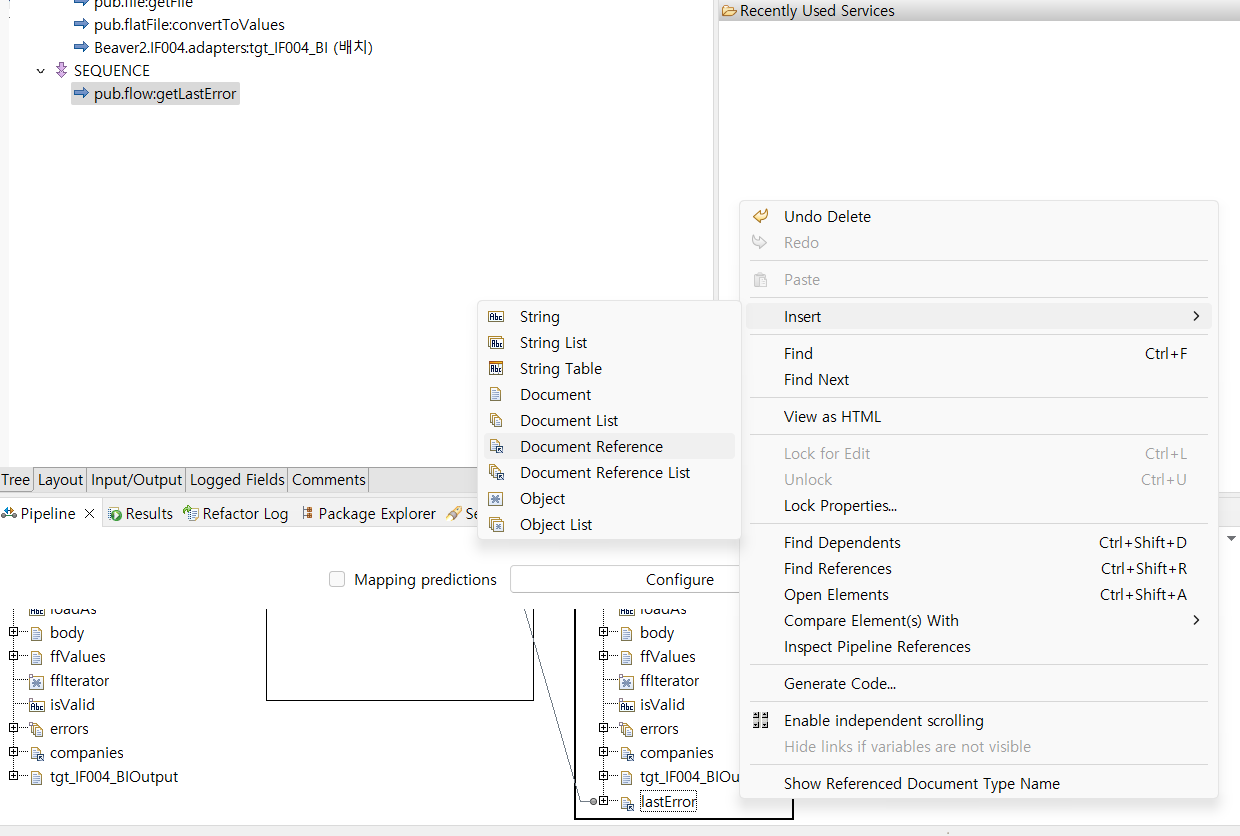 pub.file:getFile
pub.flatFile:convertToValues
Beaver2.IF004.adapters:tgt_IF004_BI (배치)
SEQUENCE
pub.flow:getLastError
Recently Used Services
Undo Delete
Redo
Paste
Insert
Find Ctrl+F
Find Next
View as HTML
Lock for Edit Ctrl+L
Unlock Ctrl+U
Lock Properties...
Find Dependents Ctrl+Shift+D
Find References Ctrl+Shift+R
Open Elements Ctrl+Shift+A
Compare Element(s) With
Inspect Pipeline References
Generate Code...
Enable independent scrolling
Hide links if variables are not visible
Show Referenced Document Type Name
String
String List
String Table
Document
Document List
Document Reference
Document Reference List
Object
Object List
Tree Layout Input/Output Logged Fields Comments
Pipeline Results Refactor Log Package Explorer Se
Mapping predictions Configure
loadAs
body
ffValues
ffIterator
isValid
errors
companies
tgt_IF004_BIOutput
loadAs
body
ffValues
ffIterator
isValid
errors
companies
tgt_IF004_BIOu
lastError